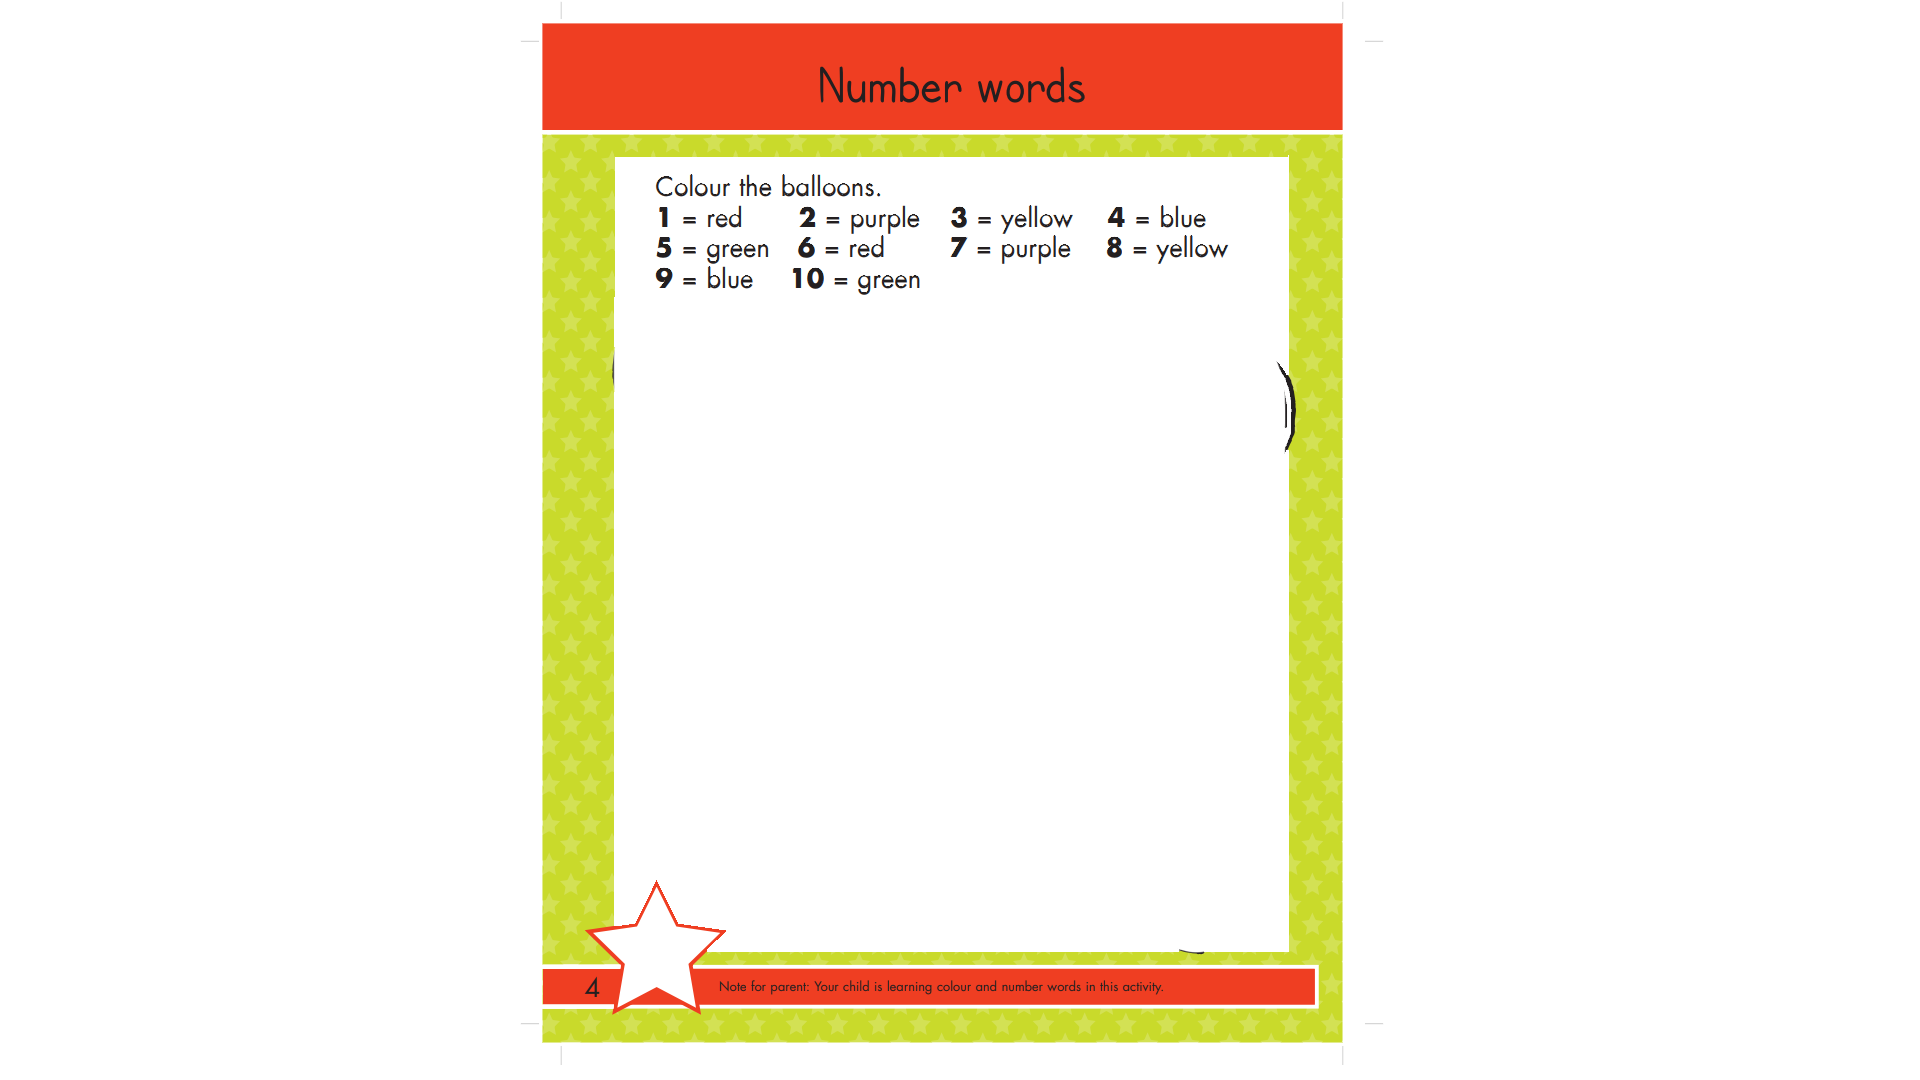 Number words
Colour the balloons.
1 = red 2 = purple 3 = yellow 4 = blue
5 = green 6 = red 7 = purple 8 = yellow
9 = blue 10 = green
4 Note for parent: Your child is learning colour and number words in this activity.